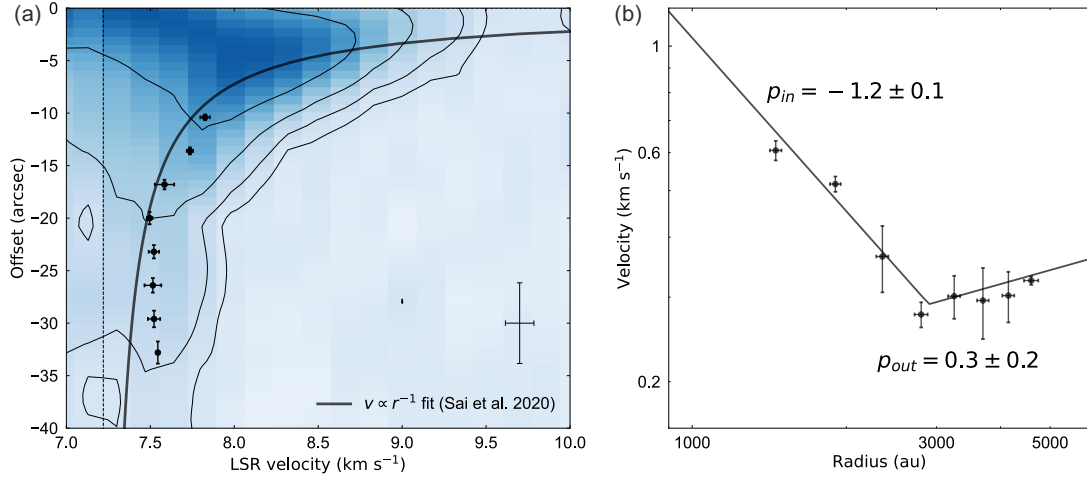 (a)
0
−5
−10
−15
−20
−25
−30
−35
−40
Offset (arcsec)
v ∝ r⁻¹ fit (Sai et al. 2020)
7.0 7.5 8.0 8.5 9.0 9.5 10.0
LSR velocity (km s⁻¹)
(b)
1
0.6
0.2
Velocity (km s⁻¹)
p_in = − 1.2 ± 0.1
p_out = 0.3 ± 0.2
1000 3000 5000
Radius (au)